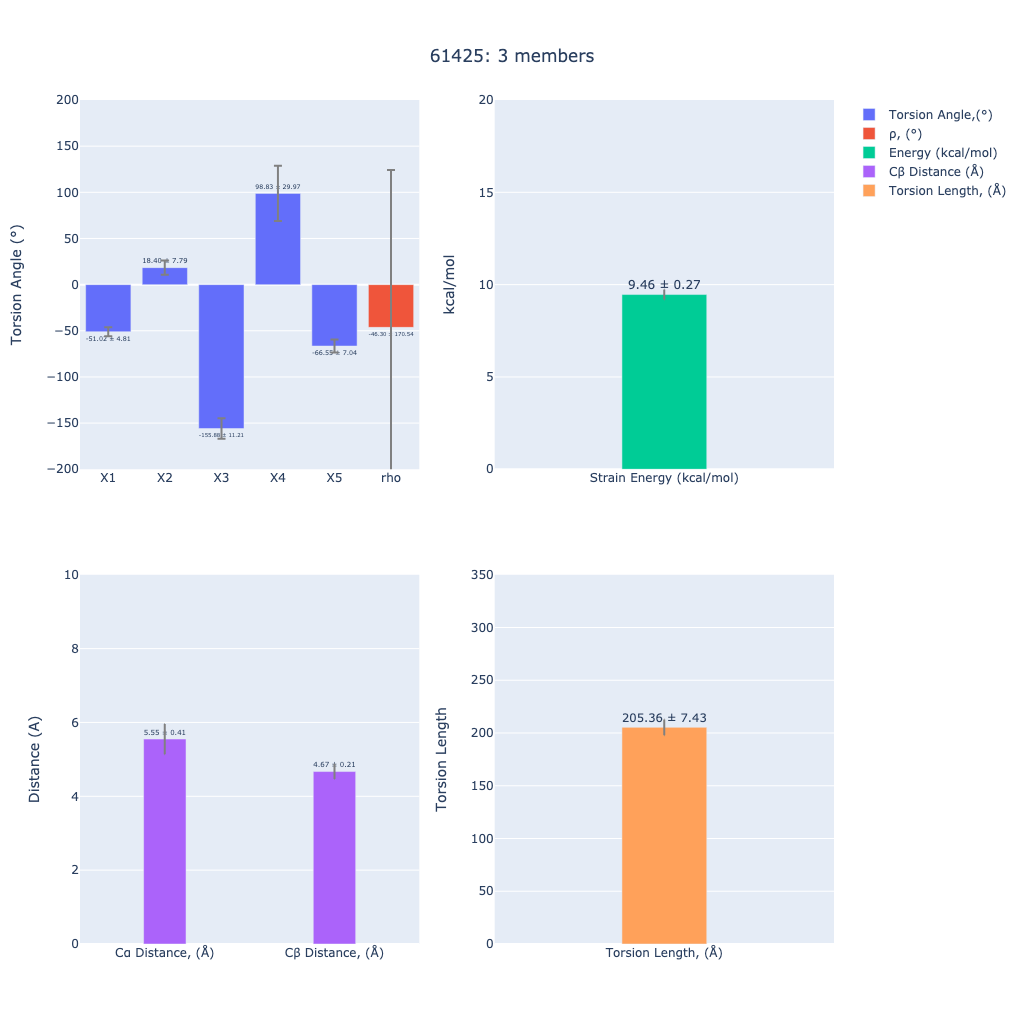 61425: 3 members
200
150
100
50
0
−50
−100
−150
−200
Torsion Angle (°)
98.83 ± 29.97
18.40 ± 7.79
-51.02 ± 4.81
-46.30 ± 170.54
-66.55 ± 7.04
-155.88 ± 11.21
X1 X2 X3 X4 X5 rho
20
15
10
5
0
kcal/mol
9.46 ± 0.27
Strain Energy (kcal/mol)
Torsion Angle,(°)
ρ, (°)
Energy (kcal/mol)
Cβ Distance (Å)
Torsion Length, (Å)
10
8
6
4
2
0
Distance (A)
5.55 ± 0.41
4.67 ± 0.21
Cα Distance, (Å) Cβ Distance, (Å)
350
300
250
200
150
100
50
0
Torsion Length
205.36 ± 7.43
Torsion Length, (Å)